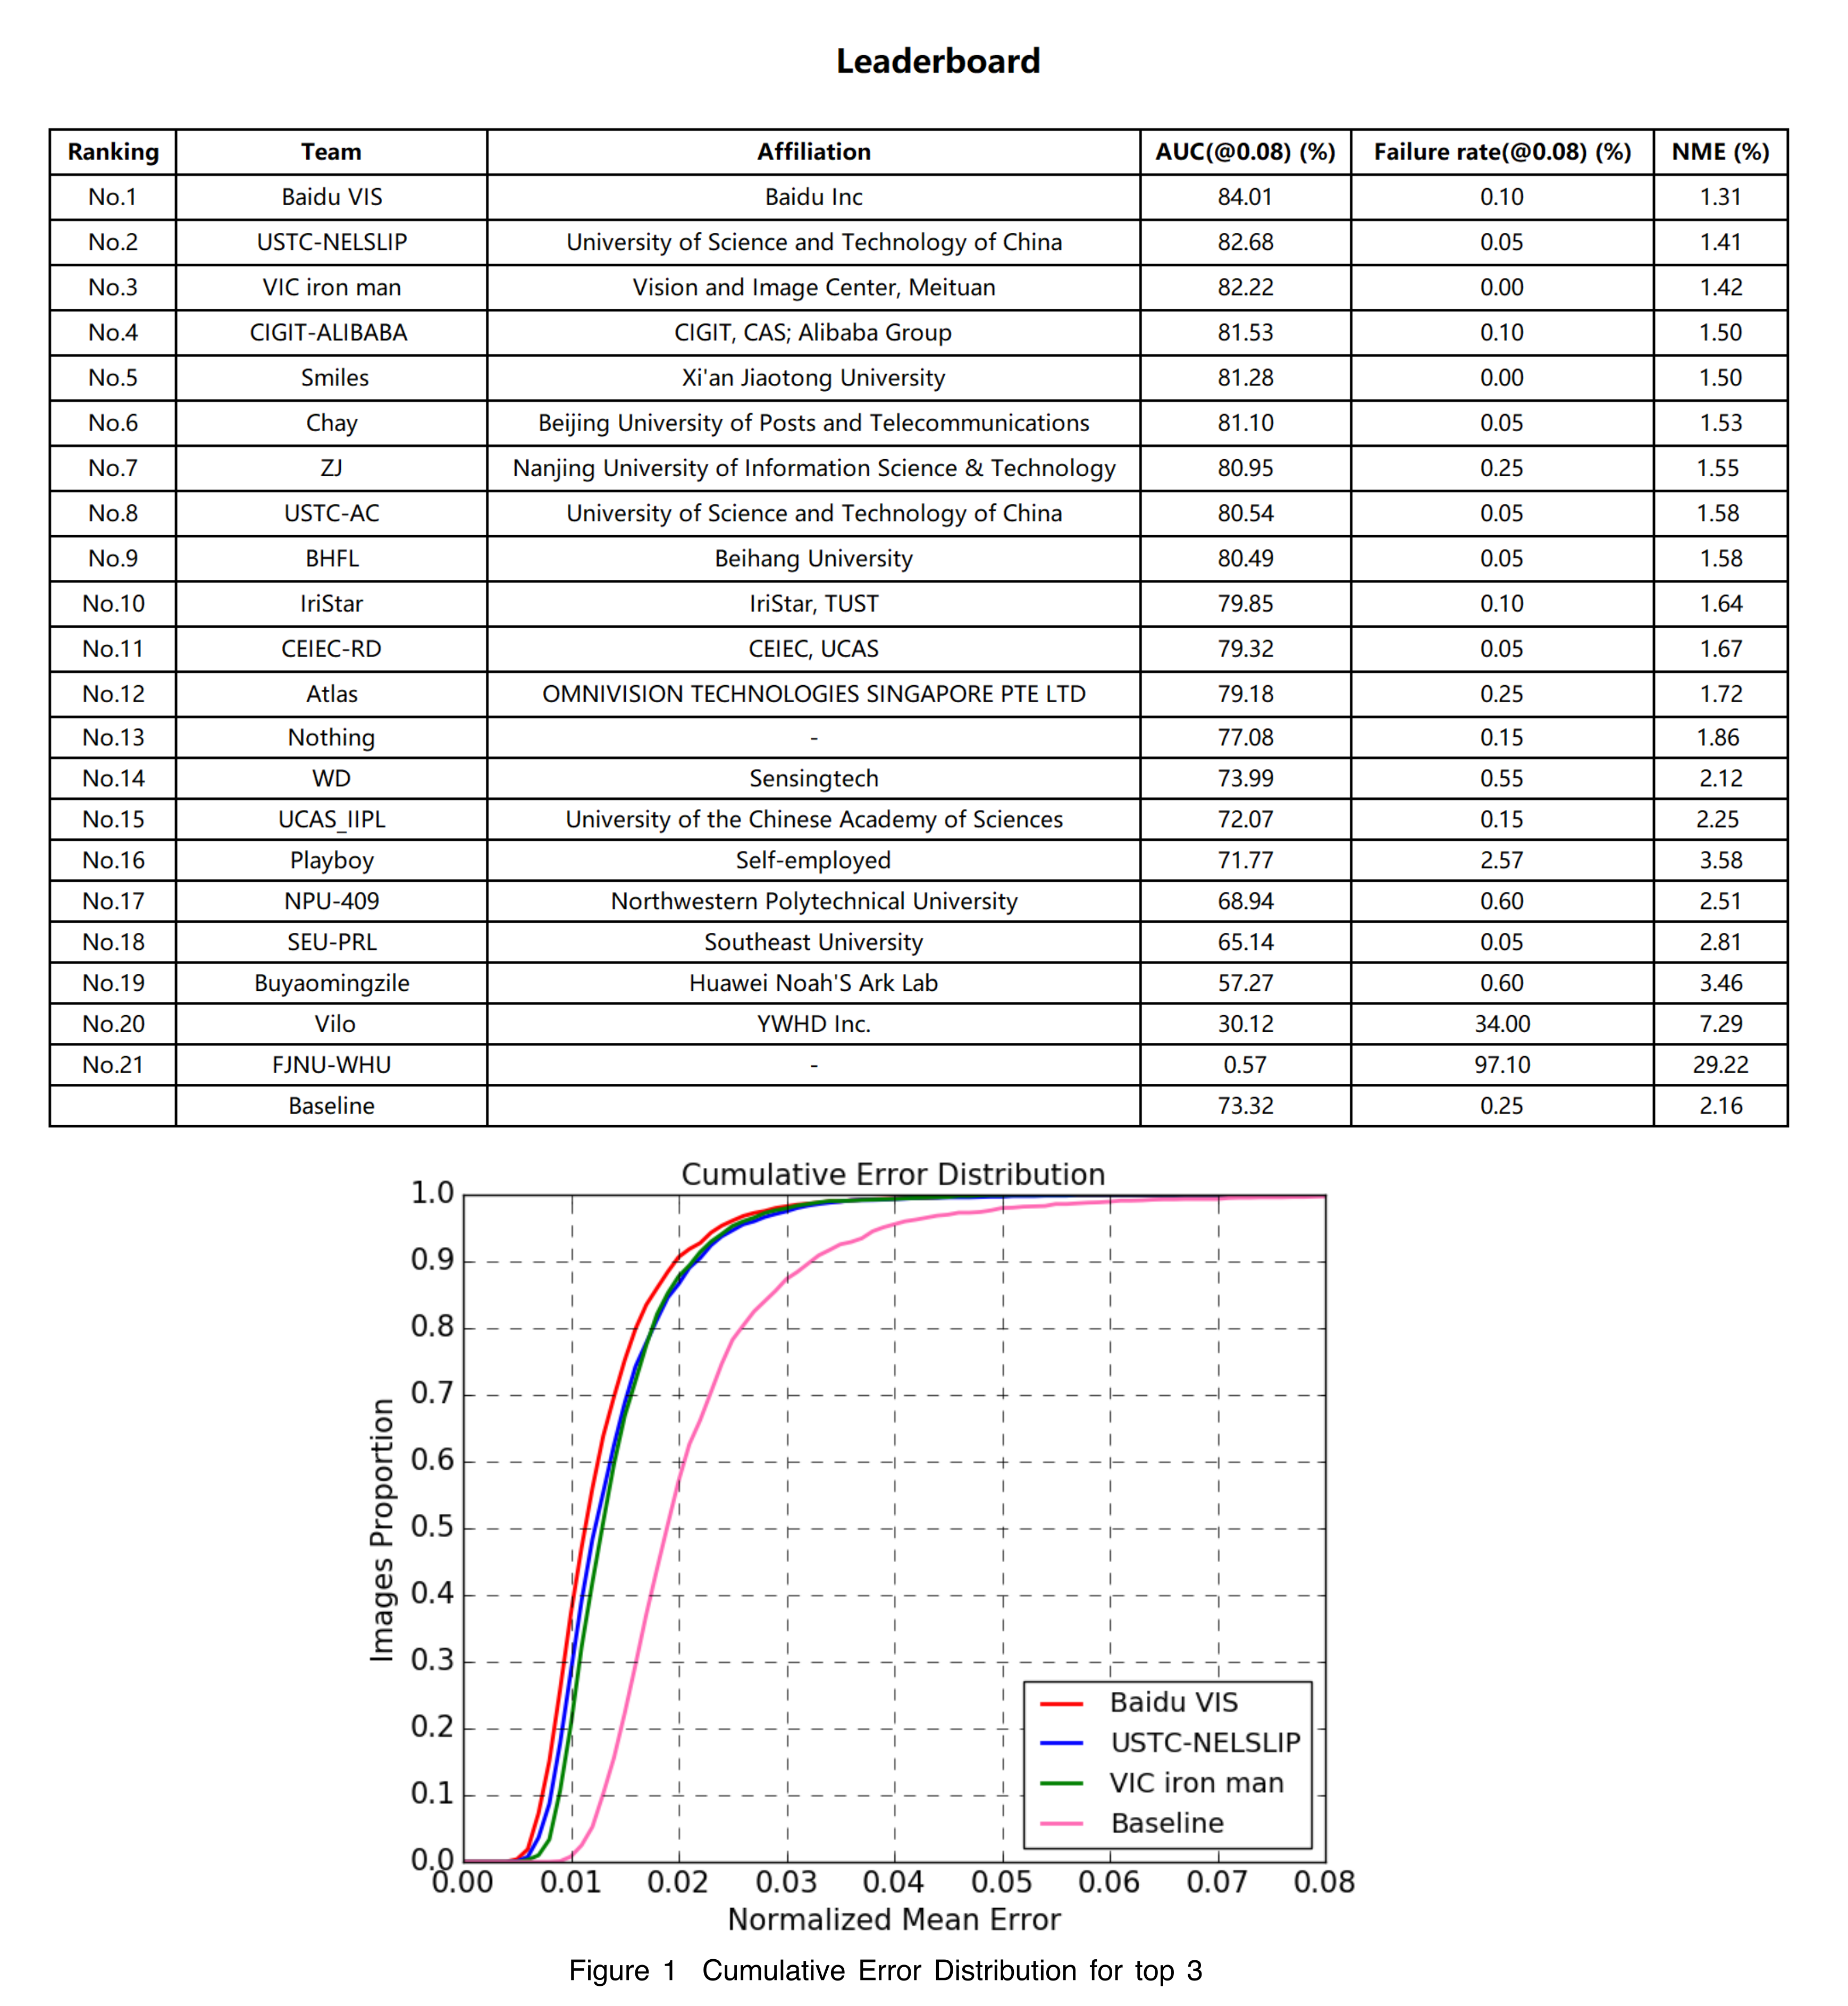 Leaderboard
Ranking Team Affiliation AUC(@0.08) (%) Failure rate(@0.08) (%) NME (%)
No.1 Baidu VIS Baidu Inc 84.01 0.10 1.31
No.2 USTC-NELSLIP University of Science and Technology of China 82.68 0.05 1.41
No.3 VIC iron man Vision and Image Center, Meituan 82.22 0.00 1.42
No.4 CIGIT-ALIBABA CIGIT, CAS; Alibaba Group 81.53 0.10 1.50
No.5 Smiles Xi'an Jiaotong University 81.28 0.00 1.50
No.6 Chay Beijing University of Posts and Telecommunications 81.10 0.05 1.53
No.7 ZJ Nanjing University of Information Science & Technology 80.95 0.25 1.55
No.8 USTC-AC University of Science and Technology of China 80.54 0.05 1.58
No.9 BHFL Beihang University 80.49 0.05 1.58
No.10 IriStar IriStar, TUST 79.85 0.10 1.64
No.11 CEIEC-RD CEIEC, UCAS 79.32 0.05 1.67
No.12 Atlas OMNIVISION TECHNOLOGIES SINGAPORE PTE LTD 79.18 0.25 1.72
No.13 Nothing - 77.08 0.15 1.86
No.14 WD Sensingtech 73.99 0.55 2.12
No.15 UCAS_IIPL University of the Chinese Academy of Sciences 72.07 0.15 2.25
No.16 Playboy Self-employed 71.77 2.57 3.58
No.17 NPU-409 Northwestern Polytechnical University 68.94 0.60 2.51
No.18 SEU-PRL Southeast University 65.14 0.05 2.81
No.19 Buyaomingzile Huawei Noah'S Ark Lab 57.27 0.60 3.46
No.20 Vilo YWHD Inc. 30.12 34.00 7.29
No.21 FJNU-WHU - 0.57 97.10 29.22
Baseline 73.32 0.25 2.16
Cumulative Error Distribution
1.0
0.9
0.8
0.7
0.6
0.5
0.4
0.3
0.2
0.1
0.0
Images Proportion
Baidu VIS
USTC-NELSLIP
VIC iron man
Baseline
0.00 0.01 0.02 0.03 0.04 0.05 0.06 0.07 0.08
Normalized Mean Error
Figure 1 Cumulative Error Distribution for top 3